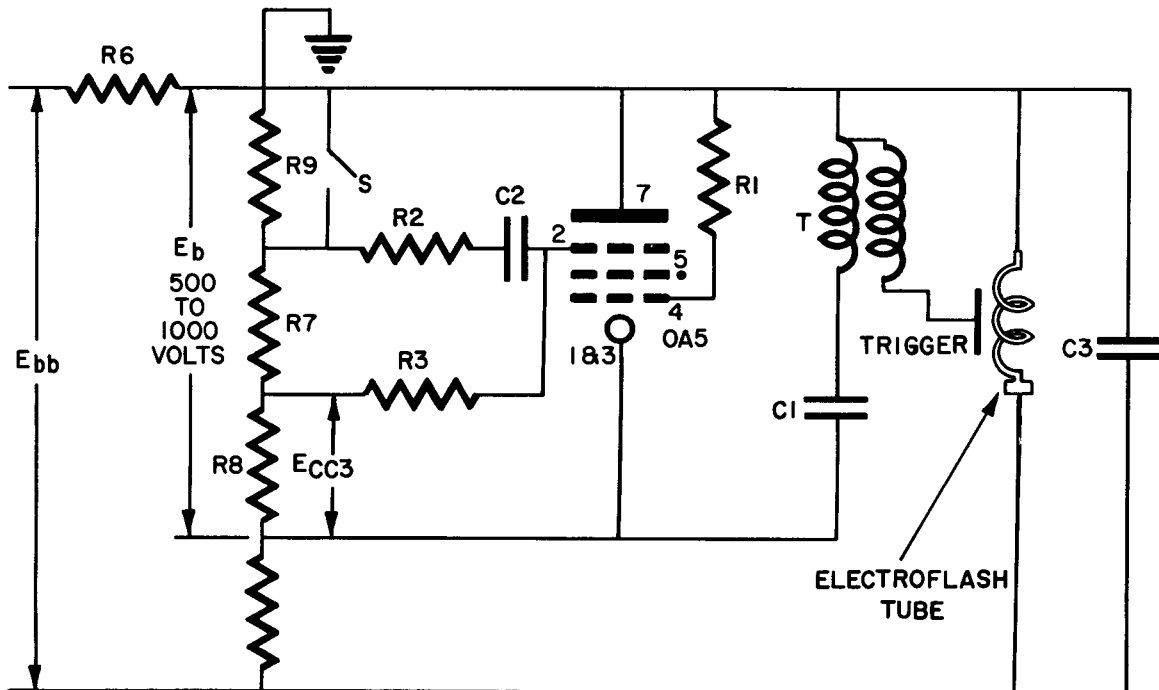 R6
R9
S
C2
7
R1
R2
2
5
T
E_b
500
TO
1000
VOLTS
R7
4
OA5
1&3
TRIGGER
C3
E_bb
R3
C1
R8
E_CC3
ELECTROFLASH
TUBE